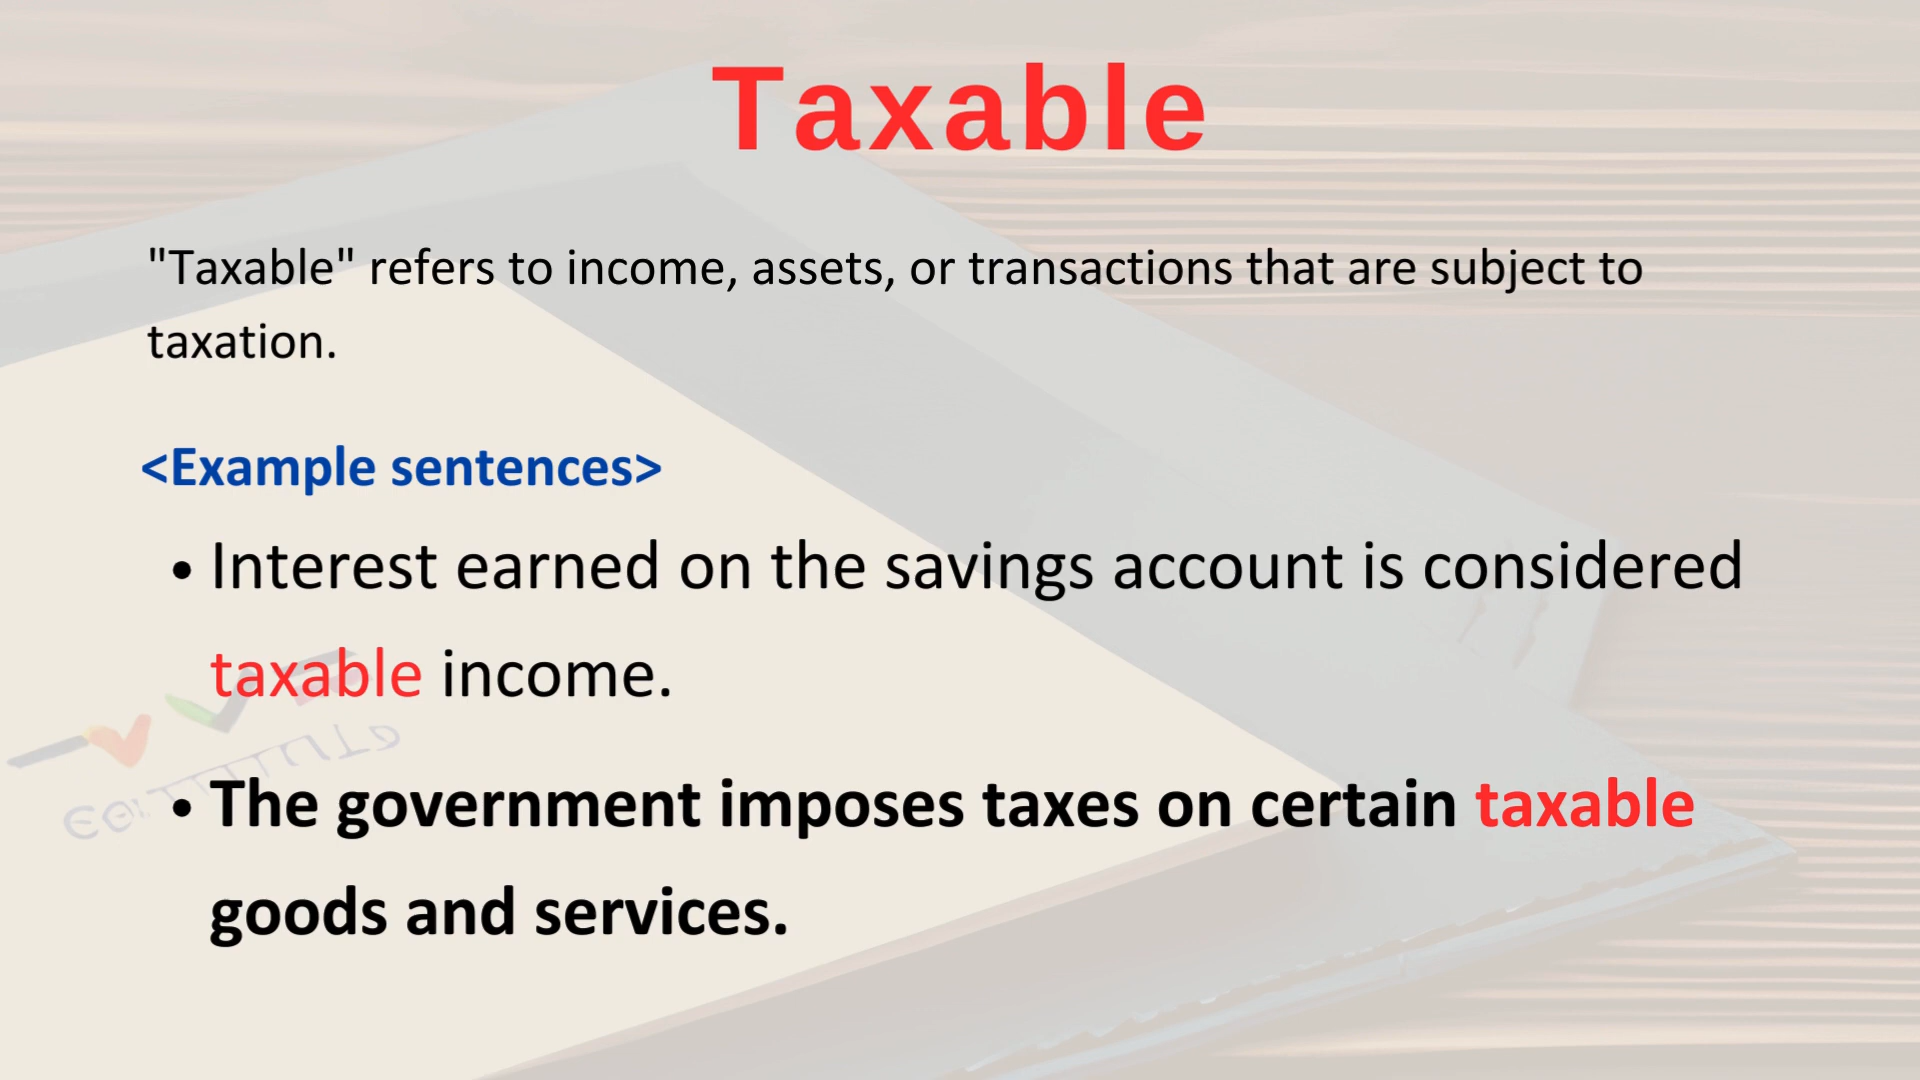 Taxable
"Taxable" refers to income, assets, or transactions that are subject to
taxation.
<Example sentences>
• Interest earned on the savings account is considered
taxable income.
• The government imposes taxes on certain taxable
goods and services.